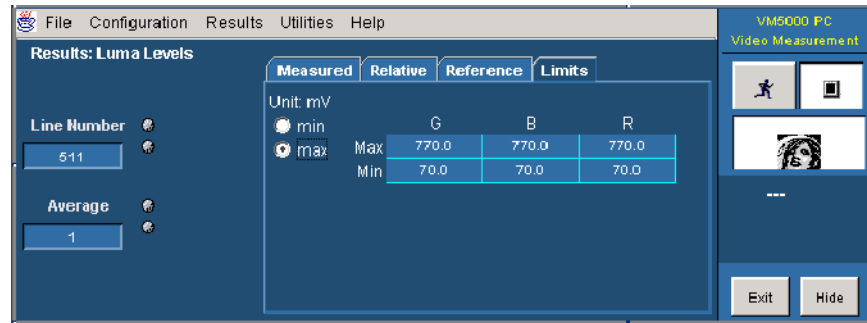 File Configuration Results Utilities Help
VM5000 PC
Video Measurement
Results: Luma Levels
Measured Relative Reference Limits
Unit: mV
min
max
G B R
Max 770.0 770.0 770.0
Min 70.0 70.0 70.0
Line Number
511
Average
1
---
Exit Hide